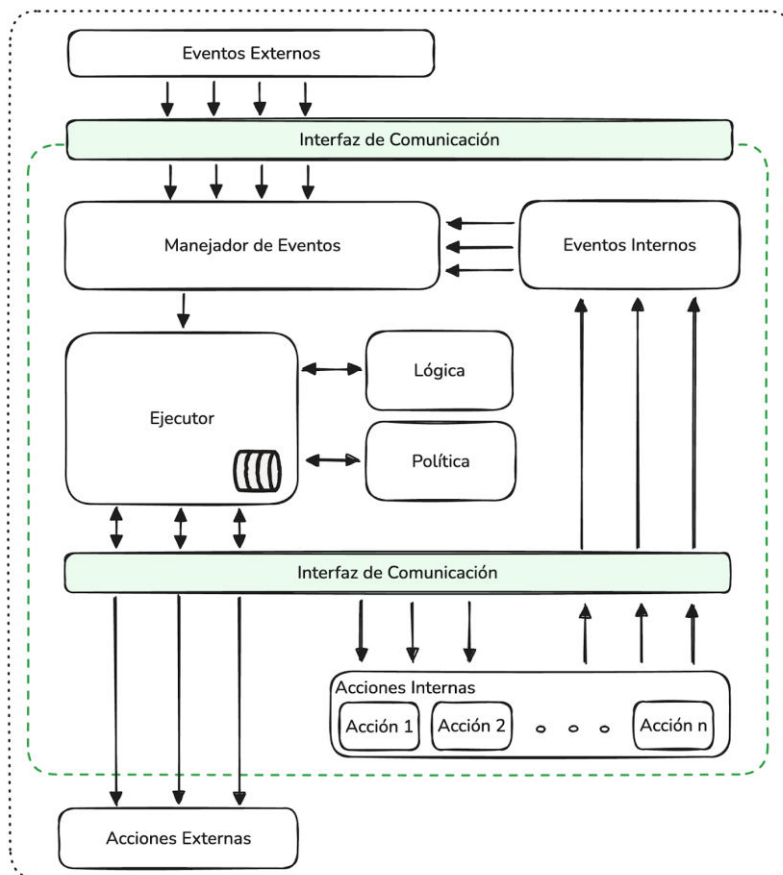 Eventos Externos
Interfaz de Comunicación
Manejador de Eventos
Eventos Internos
Ejecutor
Lógica
Política
Interfaz de Comunicación
Acciones Internas
Acción 1
Acción 2
Acción n
Acciones Externas